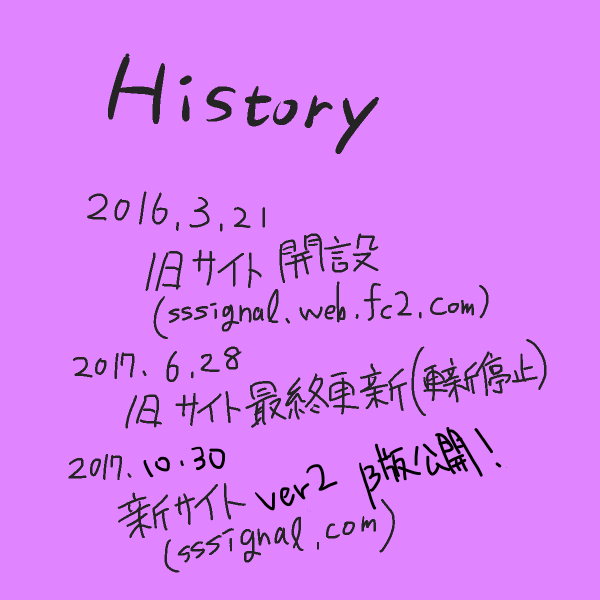 History
2016.3.21
旧サイト開設
(sssignal.web.fc2.com)
2017.6.28
旧サイト最終更新(更新停止)
2017.10.30
新サイトver2 β版公開!
(sssignal.com)